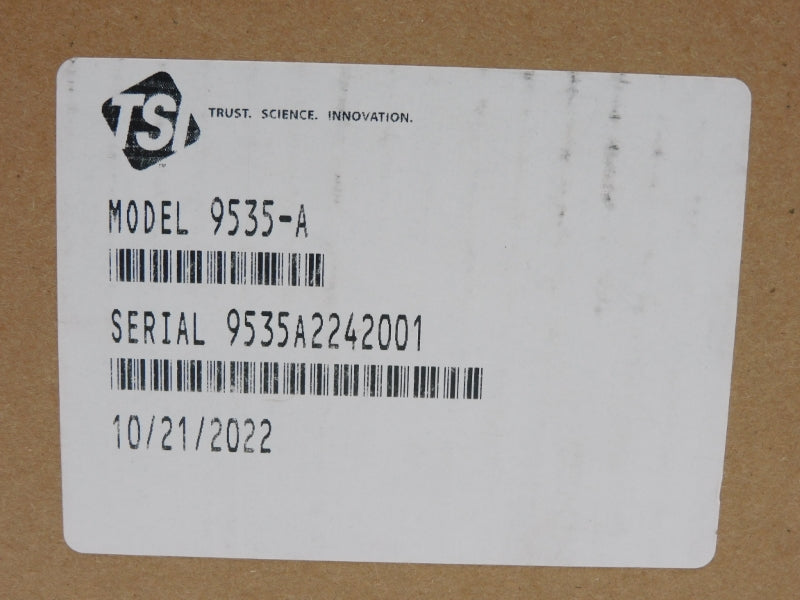 TSI TRUST. SCIENCE. INNOVATION.
MODEL 9535-A
SERIAL 9535A2242001
10/21/2022